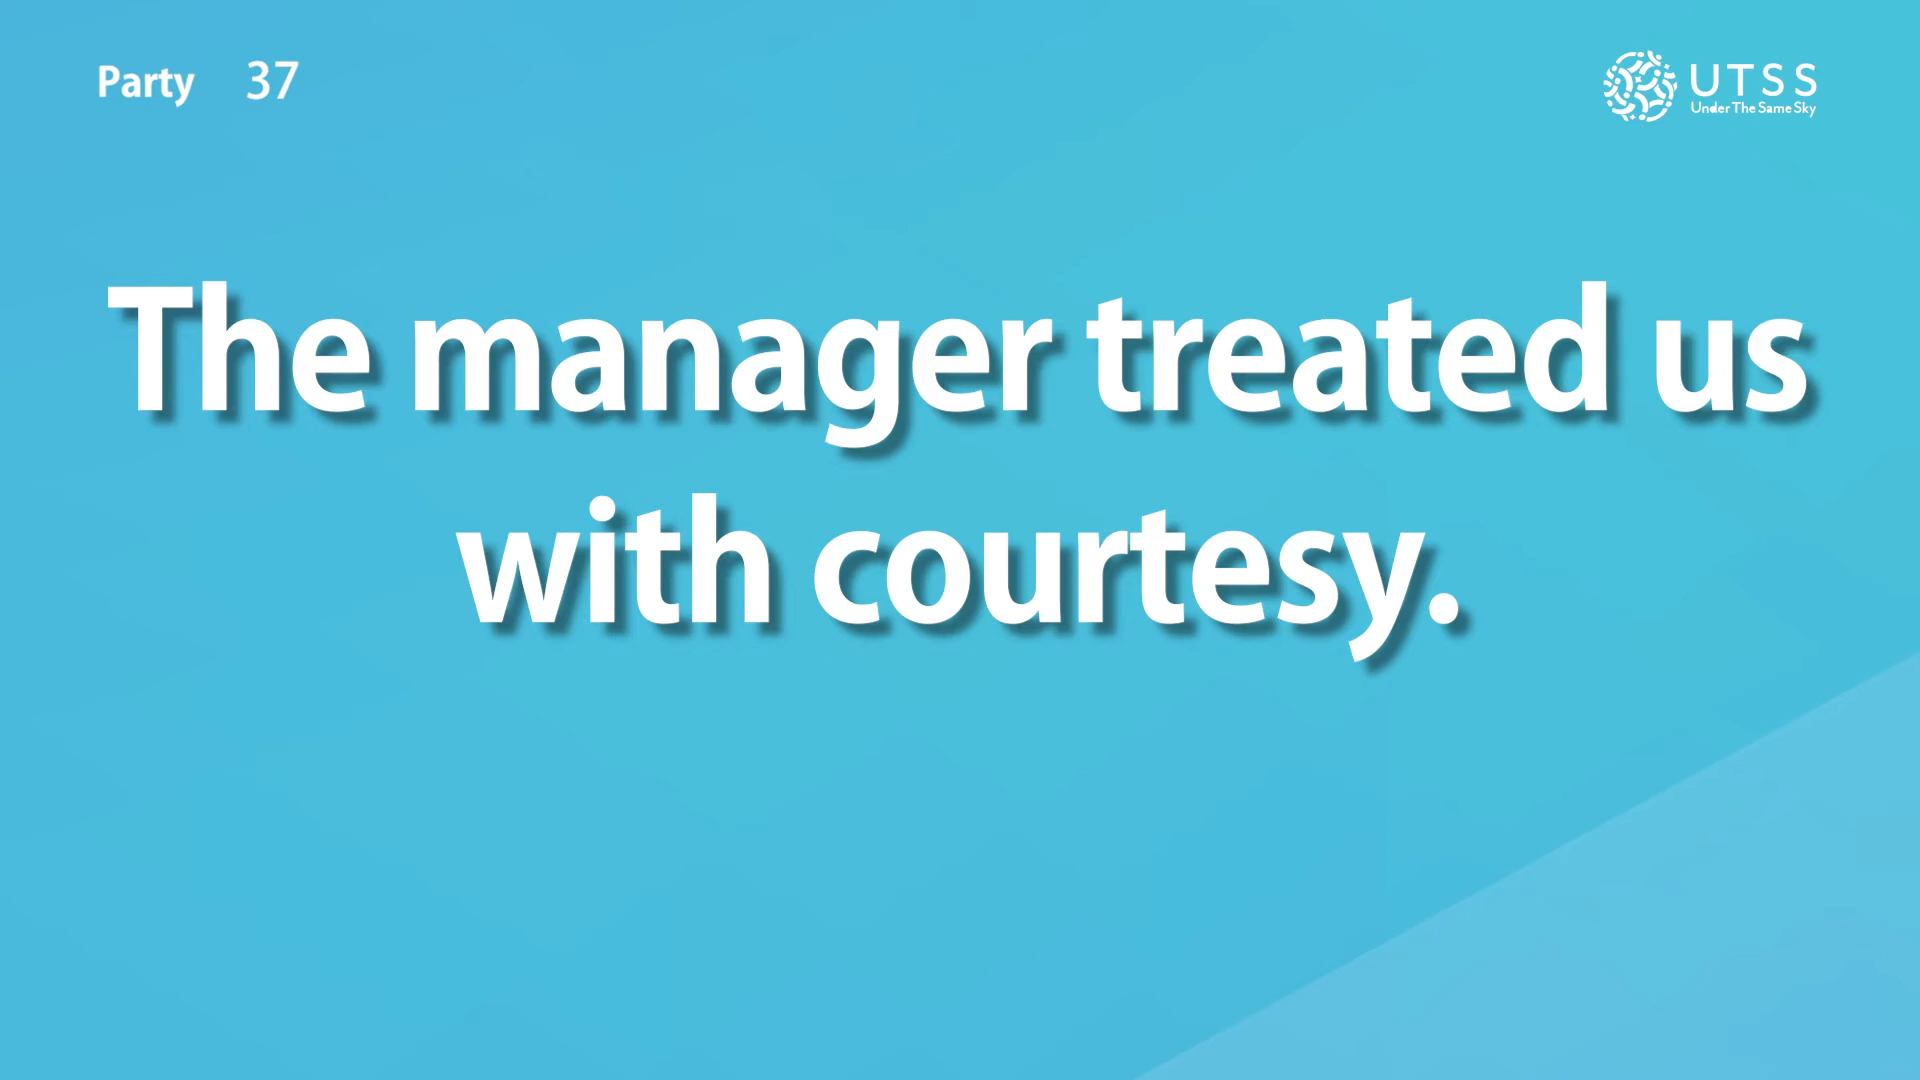 Party 37
UTSS
Under The Same Sky
The manager treated us
with courtesy.